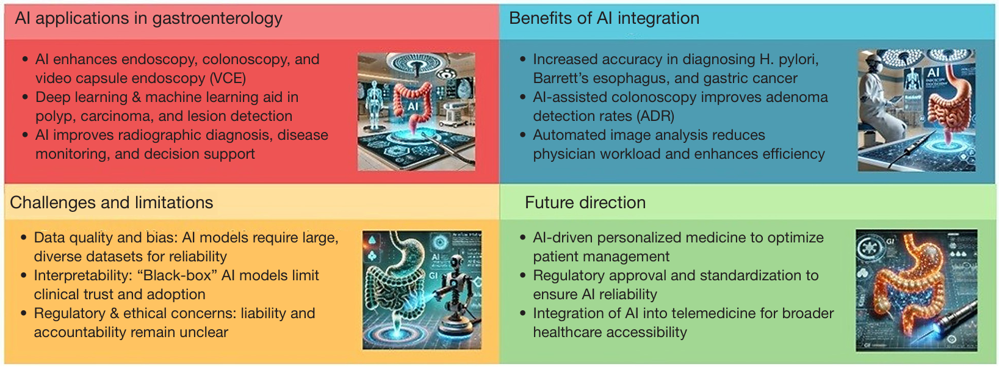 AI applications in gastroenterology
• AI enhances endoscopy, colonoscopy, and
video capsule endoscopy (VCE)
• Deep learning & machine learning aid in
polyp, carcinoma, and lesion detection
• AI improves radiographic diagnosis, disease
monitoring, and decision support
AI
Benefits of AI integration
• Increased accuracy in diagnosing H. pylori,
Barrett’s esophagus, and gastric cancer
• AI-assisted colonoscopy improves adenoma
detection rates (ADR)
• Automated image analysis reduces
physician workload and enhances efficiency
AI
Challenges and limitations
• Data quality and bias: AI models require large,
diverse datasets for reliability
• Interpretability: “Black-box” AI models limit
clinical trust and adoption
• Regulatory & ethical concerns: liability and
accountability remain unclear
AI
GI
Future direction
• AI-driven personalized medicine to optimize
patient management
• Regulatory approval and standardization to
ensure AI reliability
• Integration of AI into telemedicine for broader
healthcare accessibility
GI
GI